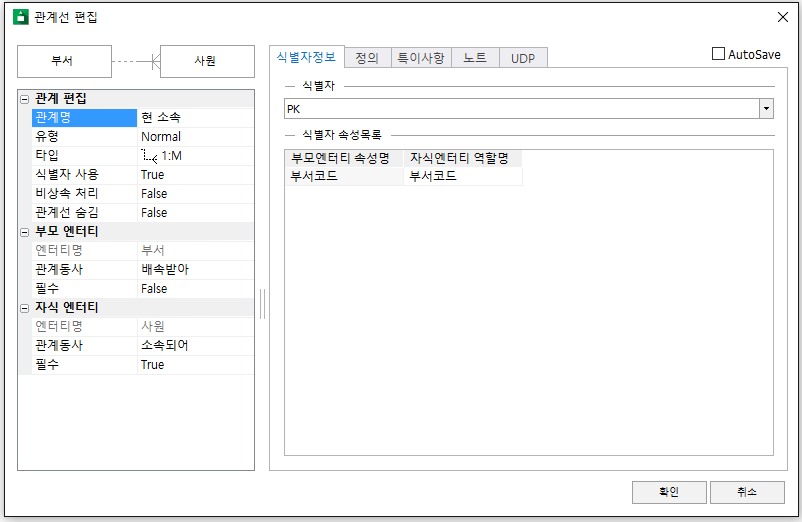 관계선 편집
부서
사원
관계 편집
관계명 현 소속
유형 Normal
타입 1:M
식별자 사용 True
비상속 처리 False
관계선 숨김 False
부모 엔터티
엔터티명 부서
관계동사 배속받아
필수 False
자식 엔터티
엔터티명 사원
관계동사 소속되어
필수 True
식별자정보 정의 특이사항 노트 UDP
AutoSave
식별자
PK
식별자 속성목록
부모엔터티 속성명 자식엔터티 역할명
부서코드 부서코드
확인 취소